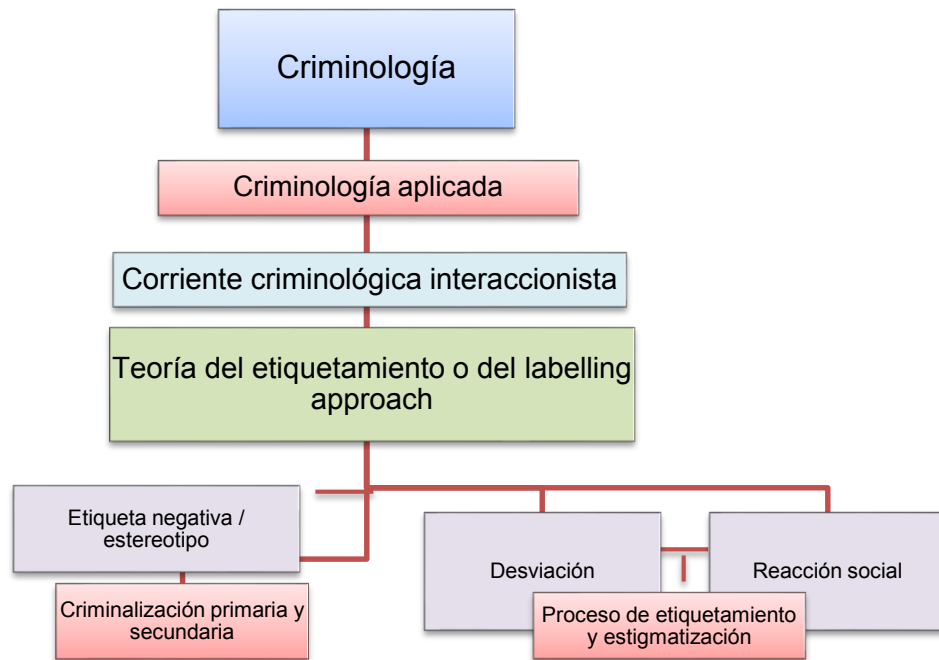 Criminología
Criminología aplicada
Corriente criminológica interaccionista
Teoría del etiquetamiento o del labelling
approach
Etiqueta negativa /
estereotipo
Criminalización primaria y
secundaria
Desviación
Reacción social
Proceso de etiquetamiento
y estigmatización